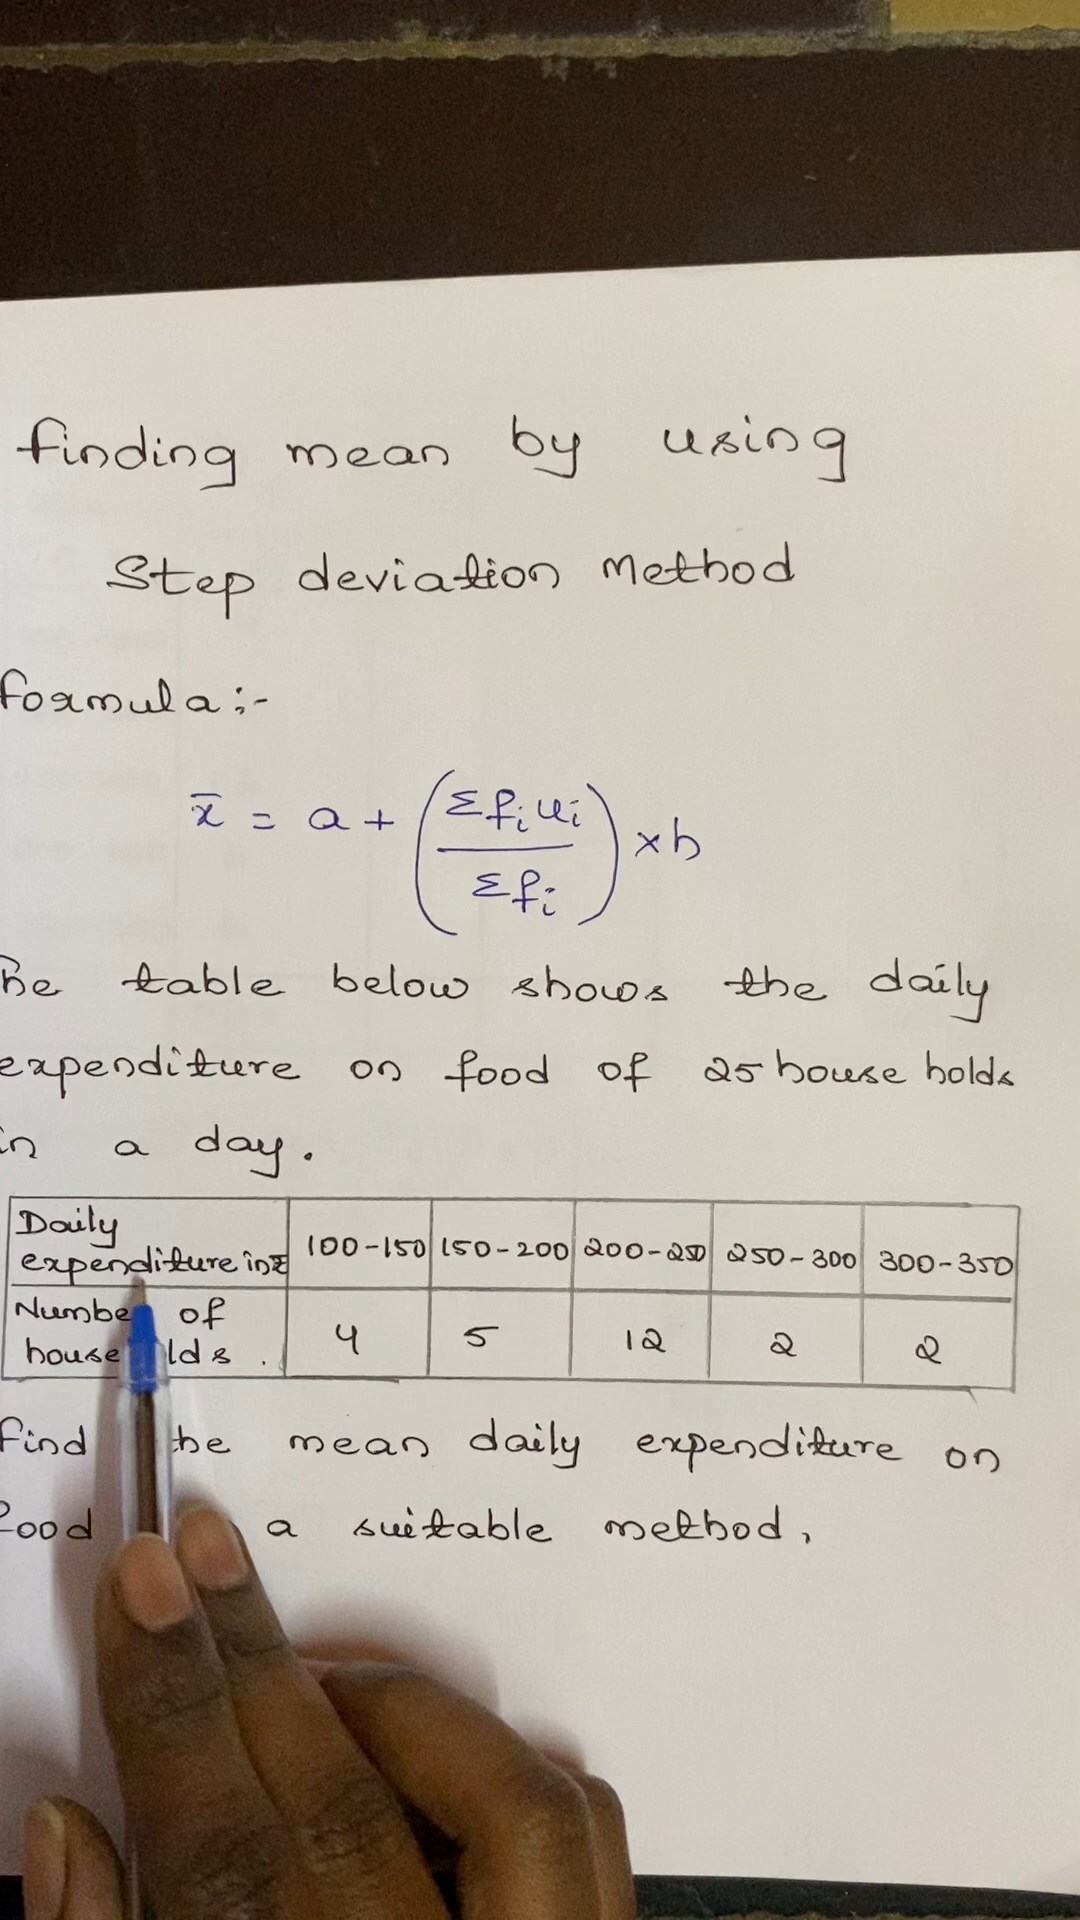 finding mean by using
Step deviation Method
formula:-
x̄ = a + (Σfᵢuᵢ / Σfᵢ) × h
he table below shows the daily
expenditure on food of 25 house holds
in a day.
Daily expenditure in ₹ 100-150 150-200 200-250 250-300 300-350
Numbe of house lds . 4 5 12 2 2
find he mean daily expenditure on
food a suitable method,